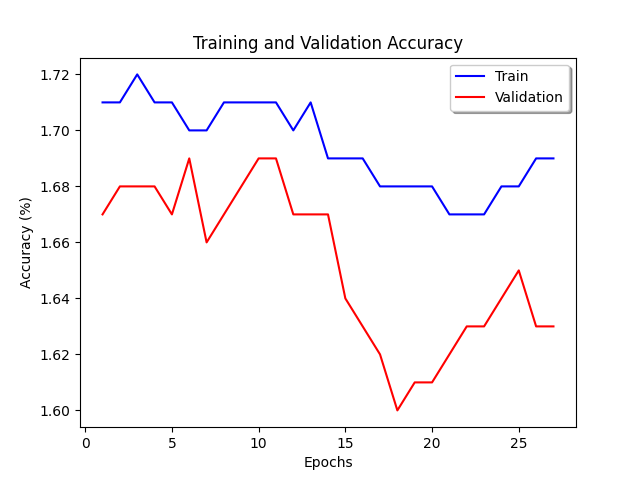 Training and Validation Accuracy
Train
Validation
Accuracy (%)
1.72
1.70
1.68
1.66
1.64
1.62
1.60
0 5 10 15 20 25
Epochs